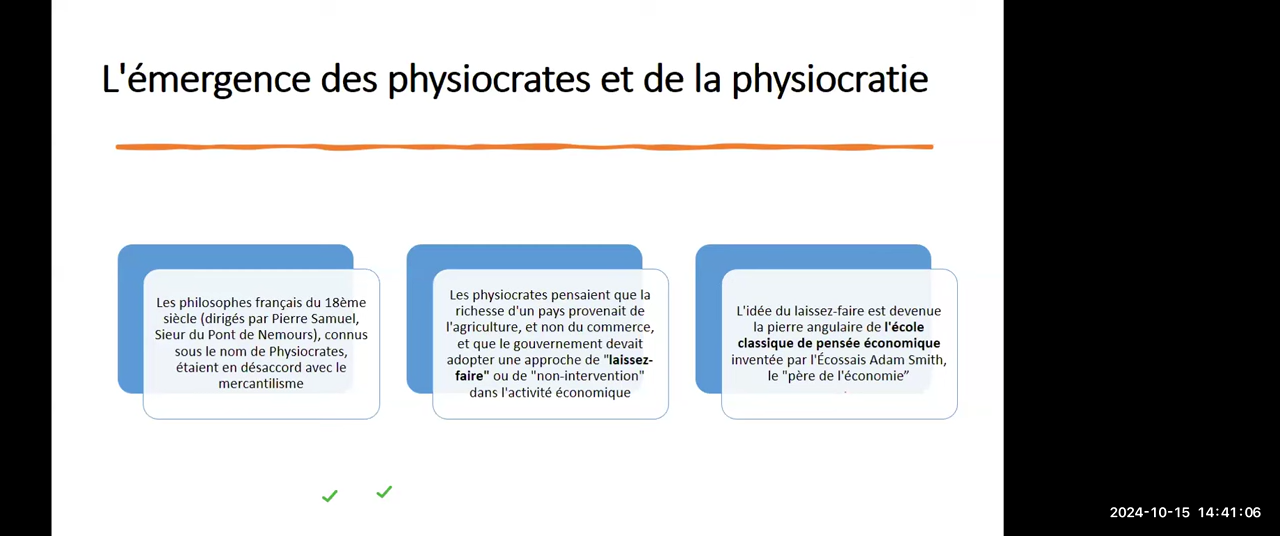 L'émergence des physiocrates et de la physiocratie
Les philosophes français du 18ème
siècle (dirigés par Pierre Samuel,
Sieur du Pont de Nemours), connus
sous le nom de Physiocrates,
étaient en désaccord avec le
mercantilisme
Les physiocrates pensaient que la
richesse d'un pays provenait de
l'agriculture, et non du commerce,
et que le gouvernement devait
adopter une approche de "laissez-
faire" ou de "non-intervention"
dans l'activité économique
L'idée du laissez-faire est devenue
la pierre angulaire de l'école
classique de pensée économique
inventée par l'Écossais Adam Smith,
le "père de l'économie”
2024-10-15 14:41:06